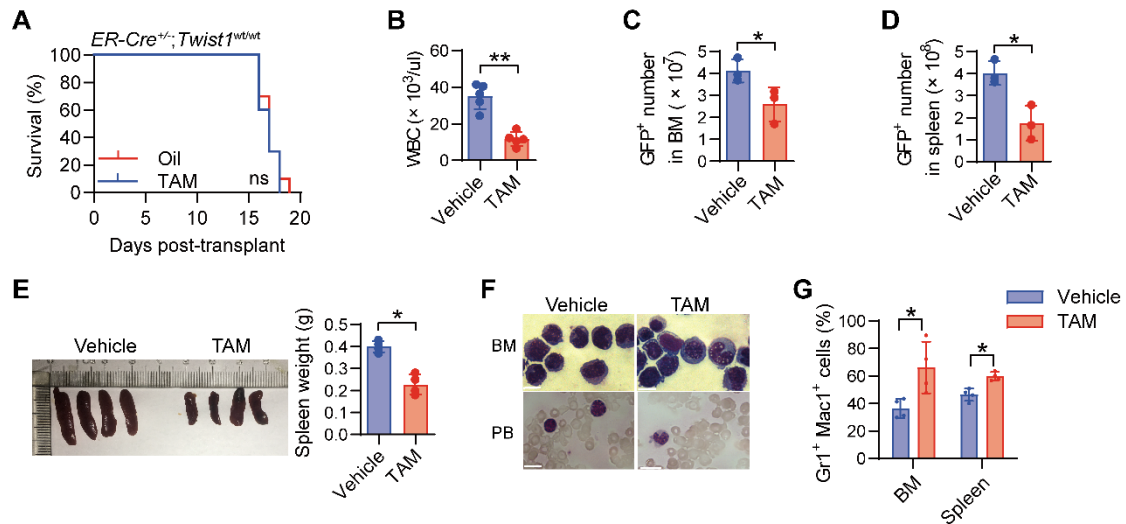 A
ER-Cre+/-;Twist1wt/wt
Survival (%)
100
80
60
40
20
0
Oil
TAM
ns
0 5 10 15 20
Days post-transplant
B
WBC (× 10³/ul)
60
40
20
0
**
Vehicle
TAM
C
GFP⁺ number
in BM (× 10⁷)
5
4
3
2
1
0
*
Vehicle
TAM
D
GFP⁺ number
in spleen (× 10⁸)
5
4
3
2
1
0
*
Vehicle
TAM
E
Vehicle TAM
Spleen weight (g)
0.5
0.4
0.3
0.2
0.1
0.0
*
Vehicle
TAM
F
Vehicle TAM
BM
PB
G
Vehicle
TAM
Gr1⁺ Mac1⁺ cells (%)
100
80
60
40
20
0
*
*
BM
Spleen